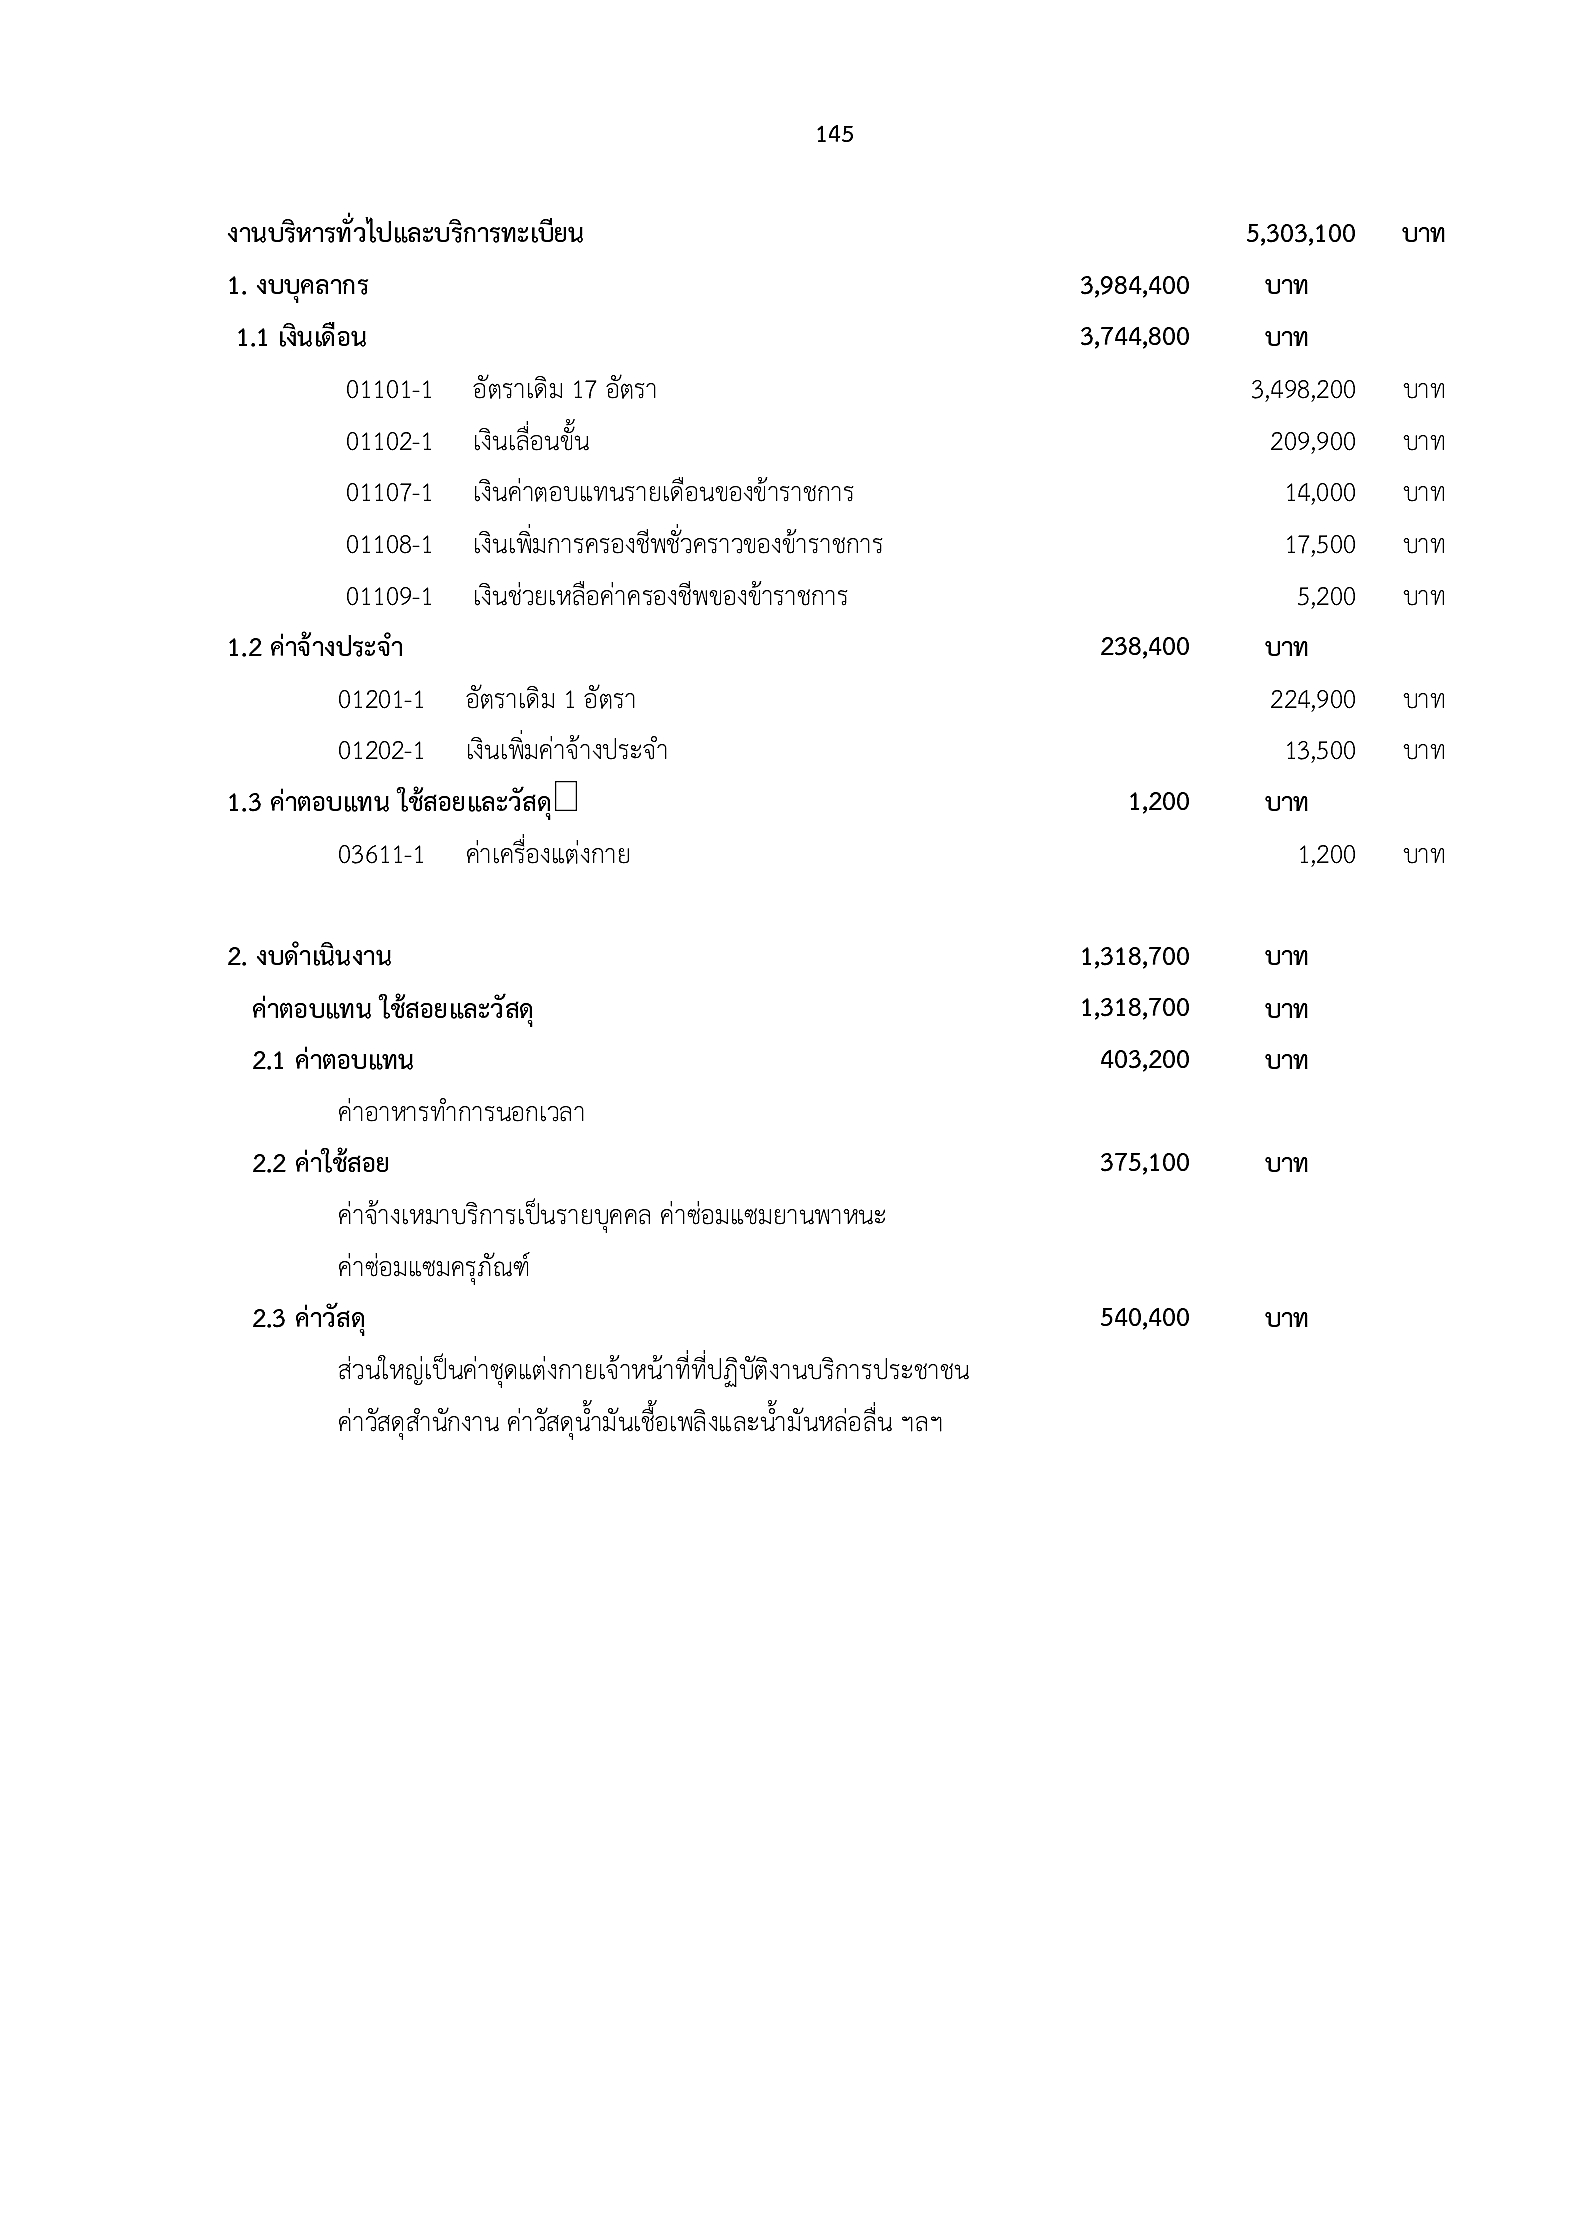 145
งานบริหารทั่วไปและบริการทะเบียน 5,303,100 บาท
1. งบบุคลากร 3,984,400 บาท
1.1 เงินเดือน 3,744,800 บาท
01101-1 อัตราเดิม 17 อัตรา 3,498,200 บาท
01102-1 เงินเลื่อนขั้น 209,900 บาท
01107-1 เงินค่าตอบแทนรายเดือนของข้าราชการ 14,000 บาท
01108-1 เงินเพิ่มการครองชีพชั่วคราวของข้าราชการ 17,500 บาท
01109-1 เงินช่วยเหลือค่าครองชีพของข้าราชการ 5,200 บาท
1.2 ค่าจ้างประจำ 238,400 บาท
01201-1 อัตราเดิม 1 อัตรา 224,900 บาท
01202-1 เงินเพิ่มค่าจ้างประจำ 13,500 บาท
1.3 ค่าตอบแทน ใช้สอยและวัสดุ 1,200 บาท
03611-1 ค่าเครื่องแต่งกาย 1,200 บาท
2. งบดำเนินงาน 1,318,700 บาท
ค่าตอบแทน ใช้สอยและวัสดุ 1,318,700 บาท
2.1 ค่าตอบแทน 403,200 บาท
ค่าอาหารทำการนอกเวลา
2.2 ค่าใช้สอย 375,100 บาท
ค่าจ้างเหมาบริการเป็นรายบุคคล ค่าซ่อมแซมยานพาหนะ
ค่าซ่อมแซมครุภัณฑ์
2.3 ค่าวัสดุ 540,400 บาท
ส่วนใหญ่เป็นค่าชุดแต่งกายเจ้าหน้าที่ที่ปฏิบัติงานบริการประชาชน
ค่าวัสดุสำนักงาน ค่าวัสดุน้ำมันเชื้อเพลิงและน้ำมันหล่อลื่น ฯลฯ